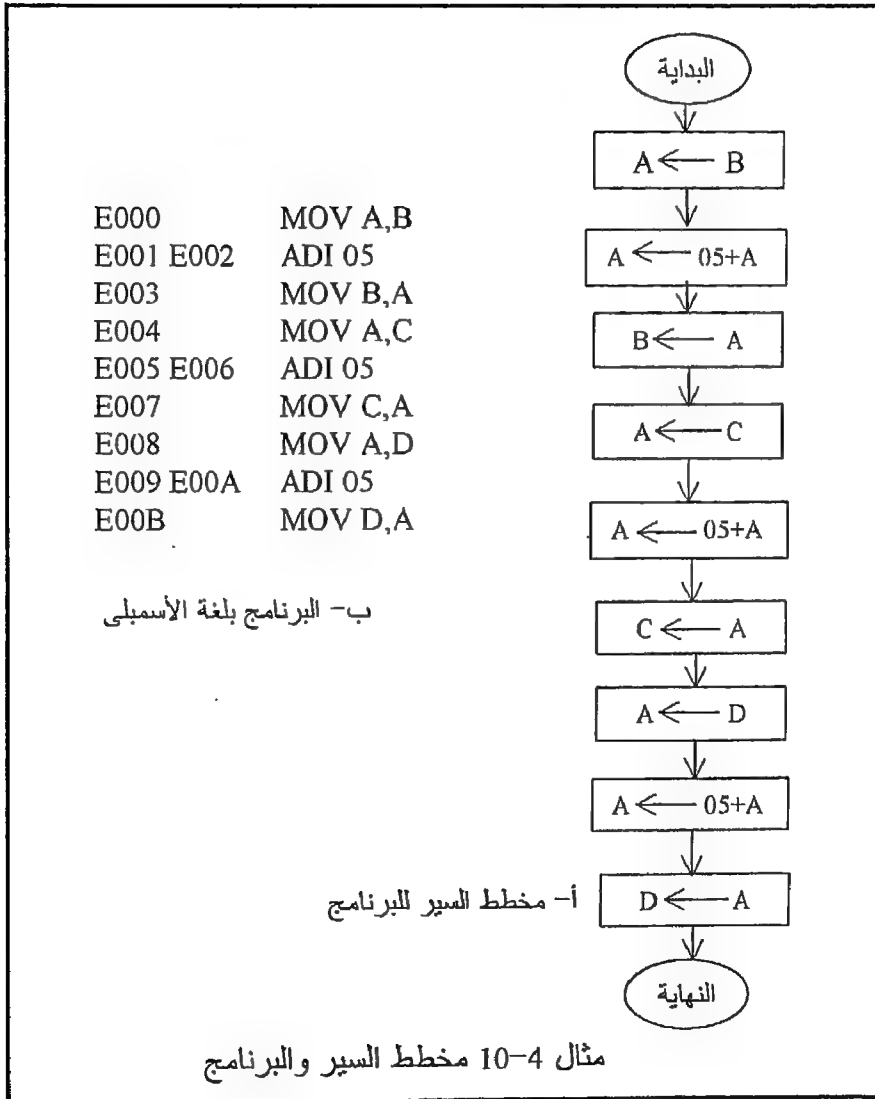 البداية
A ← B
A ← 05+A
B ← A
A ← C
A ← 05+A
C ← A
A ← D
A ← 05+A
D ← A
النهاية
أ- مخطط السير للبرنامج
E000 MOV A,B
E001 E002 ADI 05
E003 MOV B,A
E004 MOV A,C
E005 E006 ADI 05
E007 MOV C,A
E008 MOV A,D
E009 E00A ADI 05
E00B MOV D,A
ب- البرنامج بلغة الأسمبلى
مثال 4-10 مخطط السير والبرنامج